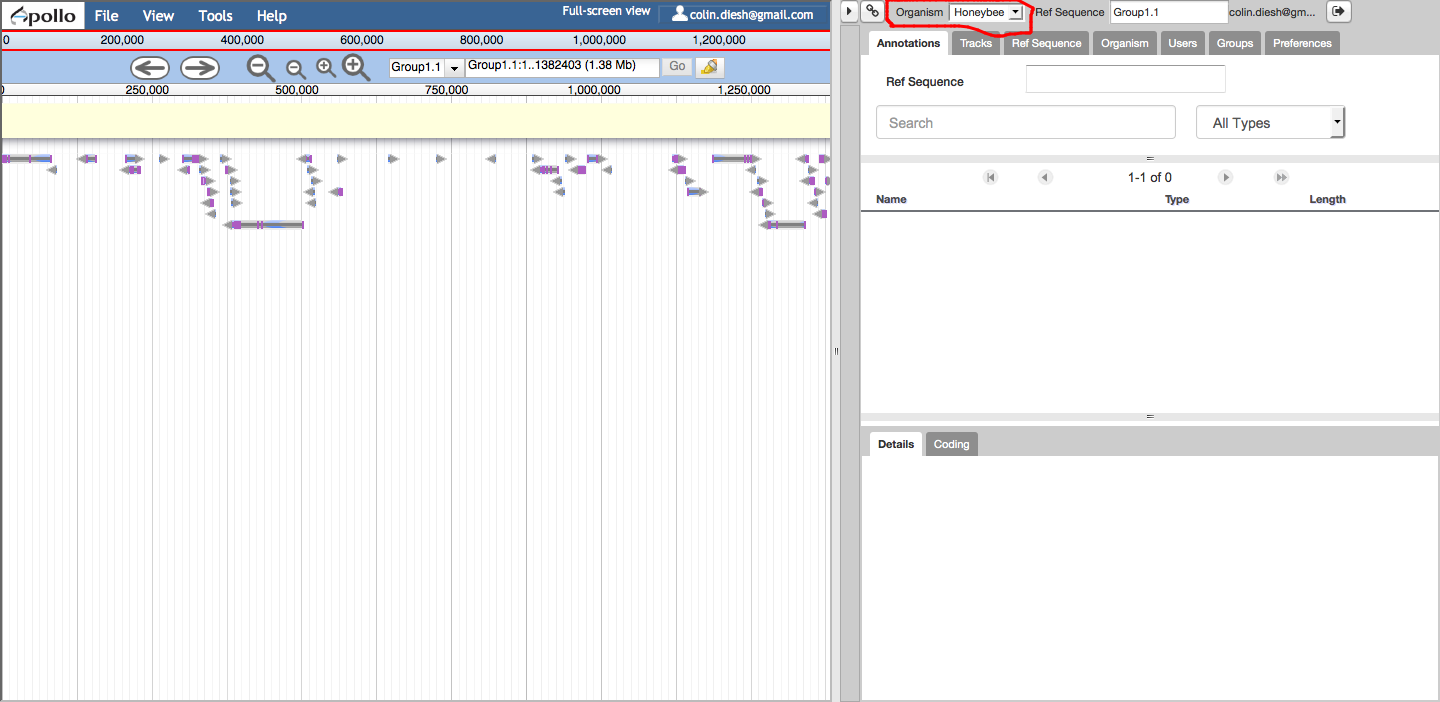 Apollo File View Tools Help Full-screen view colin.diesh@gmail.com
0 200,000 400,000 600,000 800,000 1,000,000 1,200,000
Group1.1 Group1.1:1..1382403 (1.38 Mb) Go
0 250,000 500,000 750,000 1,000,000 1,250,000
Organism Honeybee Ref Sequence Group1.1 colin.diesh@gm...
Annotations Tracks Ref Sequence Organism Users Groups Preferences
Ref Sequence
Search All Types
1-1 of 0
Name Type Length
Details Coding